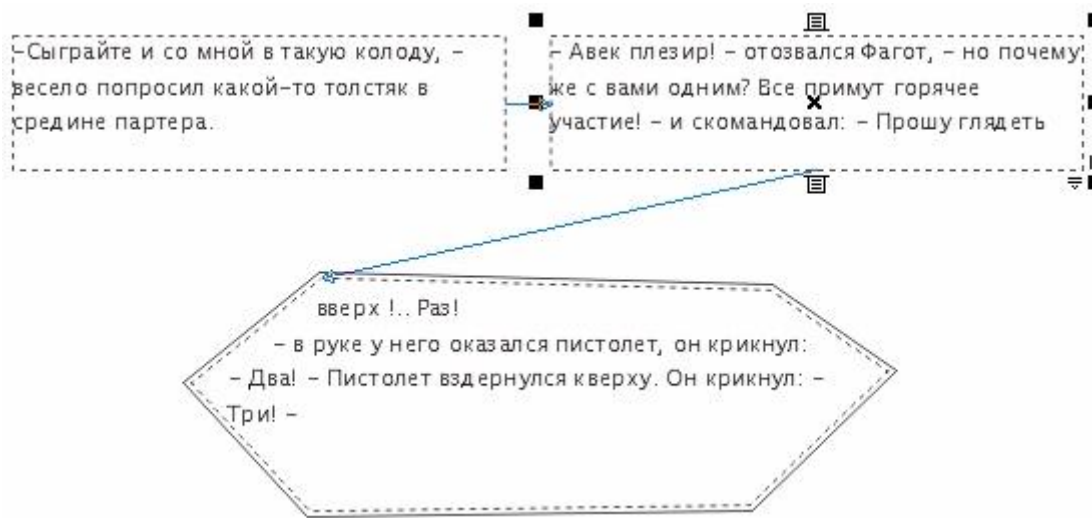 –Сыграйте и со мной в такую колоду, –
весело попросил какой–то толстяк в
средине партера.
– Авек плезир! – отозвался Фагот, – но почему
же с вами одним? Все примут горячее
участие! – и скомандовал: – Прошу глядеть
вверх !.. Раз!
– в руке у него оказался пистолет, он крикнул:
– Два! – Пистолет вздернулся кверху. Он крикнул: –
Три! –